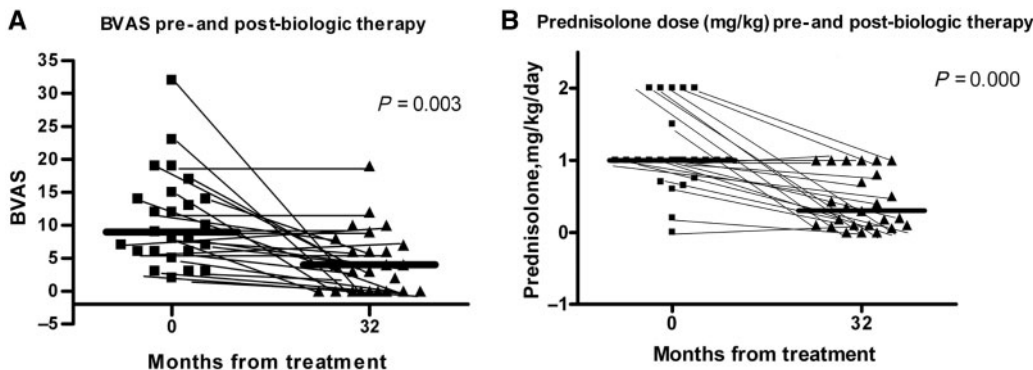 A
BVAS pre- and post-biologic therapy
35
30
25
20
15
10
5
0
−5
BVAS
P = 0.003
0
32
Months from treatment
B
Prednisolone dose (mg/kg) pre- and post-biologic therapy
2
1
0
−1
Prednisolone,mg/kg/day
P = 0.000
0
32
Months from treatment